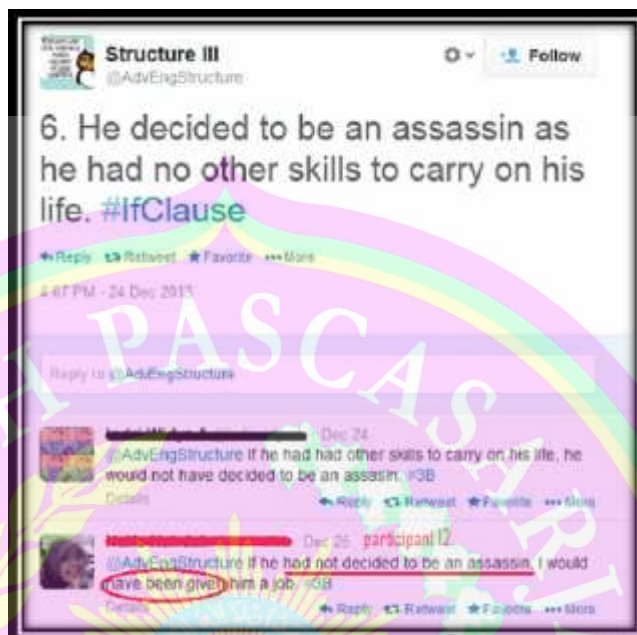 Structure III
Follow
@AdvEngStructure
6. He decided to be an assassin as
he had no other skills to carry on his
life. #IfClause
Reply Retweet Favorite More
PM - 24 Dec 2013
Reply to @AdvEngStructure
Dec 24
@AdvEngStructure If he had had other skills to carry on his life, he
would not have decided to be an assasin. #3B
Details
Reply Retweet Favorite More
Dec 25 participant 12
@AdvEngStructure If he had not decided to be an assassin, I would
have been given him a job. #3B
Details
Reply Retweet Favorite More
PASCASARJ